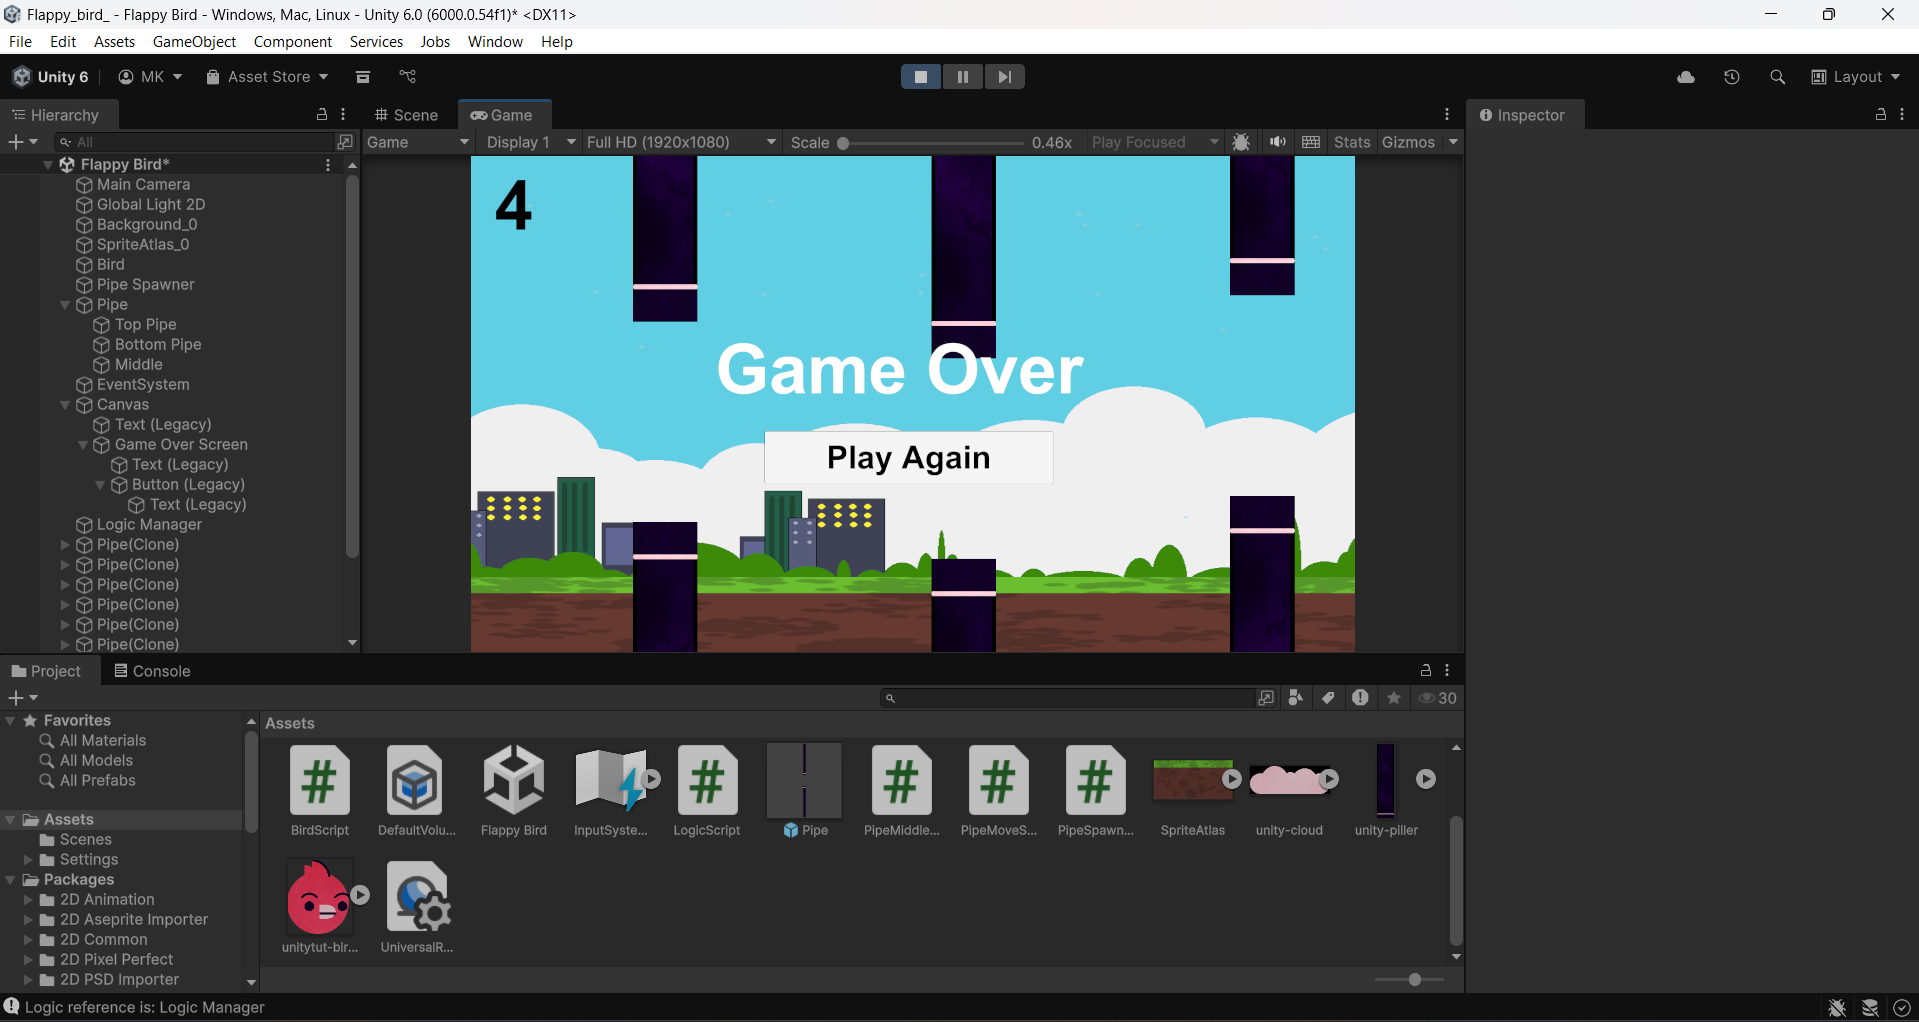 Flappy_bird_ - Flappy Bird - Windows, Mac, Linux - Unity 6.0 (6000.0.54f1)* <DX11>
File Edit Assets GameObject Component Services Jobs Window Help
Unity 6 MK Asset Store Layout
Hierarchy
All
Flappy Bird*
Main Camera
Global Light 2D
Background_0
SpriteAtlas_0
Bird
Pipe Spawner
Pipe
Top Pipe
Bottom Pipe
Middle
EventSystem
Canvas
Text (Legacy)
Game Over Screen
Text (Legacy)
Button (Legacy)
Text (Legacy)
Logic Manager
Pipe(Clone)
Pipe(Clone)
Pipe(Clone)
Pipe(Clone)
Pipe(Clone)
Pipe(Clone)
Scene Game
Game Display 1 Full HD (1920x1080) Scale 0.46x Play Focused Stats Gizmos
4
Game Over
Play Again
Inspector
Project Console
30
Favorites
All Materials
All Models
All Prefabs
Assets
Scenes
Settings
Packages
2D Animation
2D Aseprite Importer
2D Common
2D Pixel Perfect
2D PSD Importer
Assets
BirdScript DefaultVolu... Flappy Bird InputSyste... LogicScript Pipe PipeMiddle... PipeMoveS... PipeSpawn... SpriteAtlas unity-cloud unity-piller
unitytut-bir... UniversalR...
Logic reference is: Logic Manager